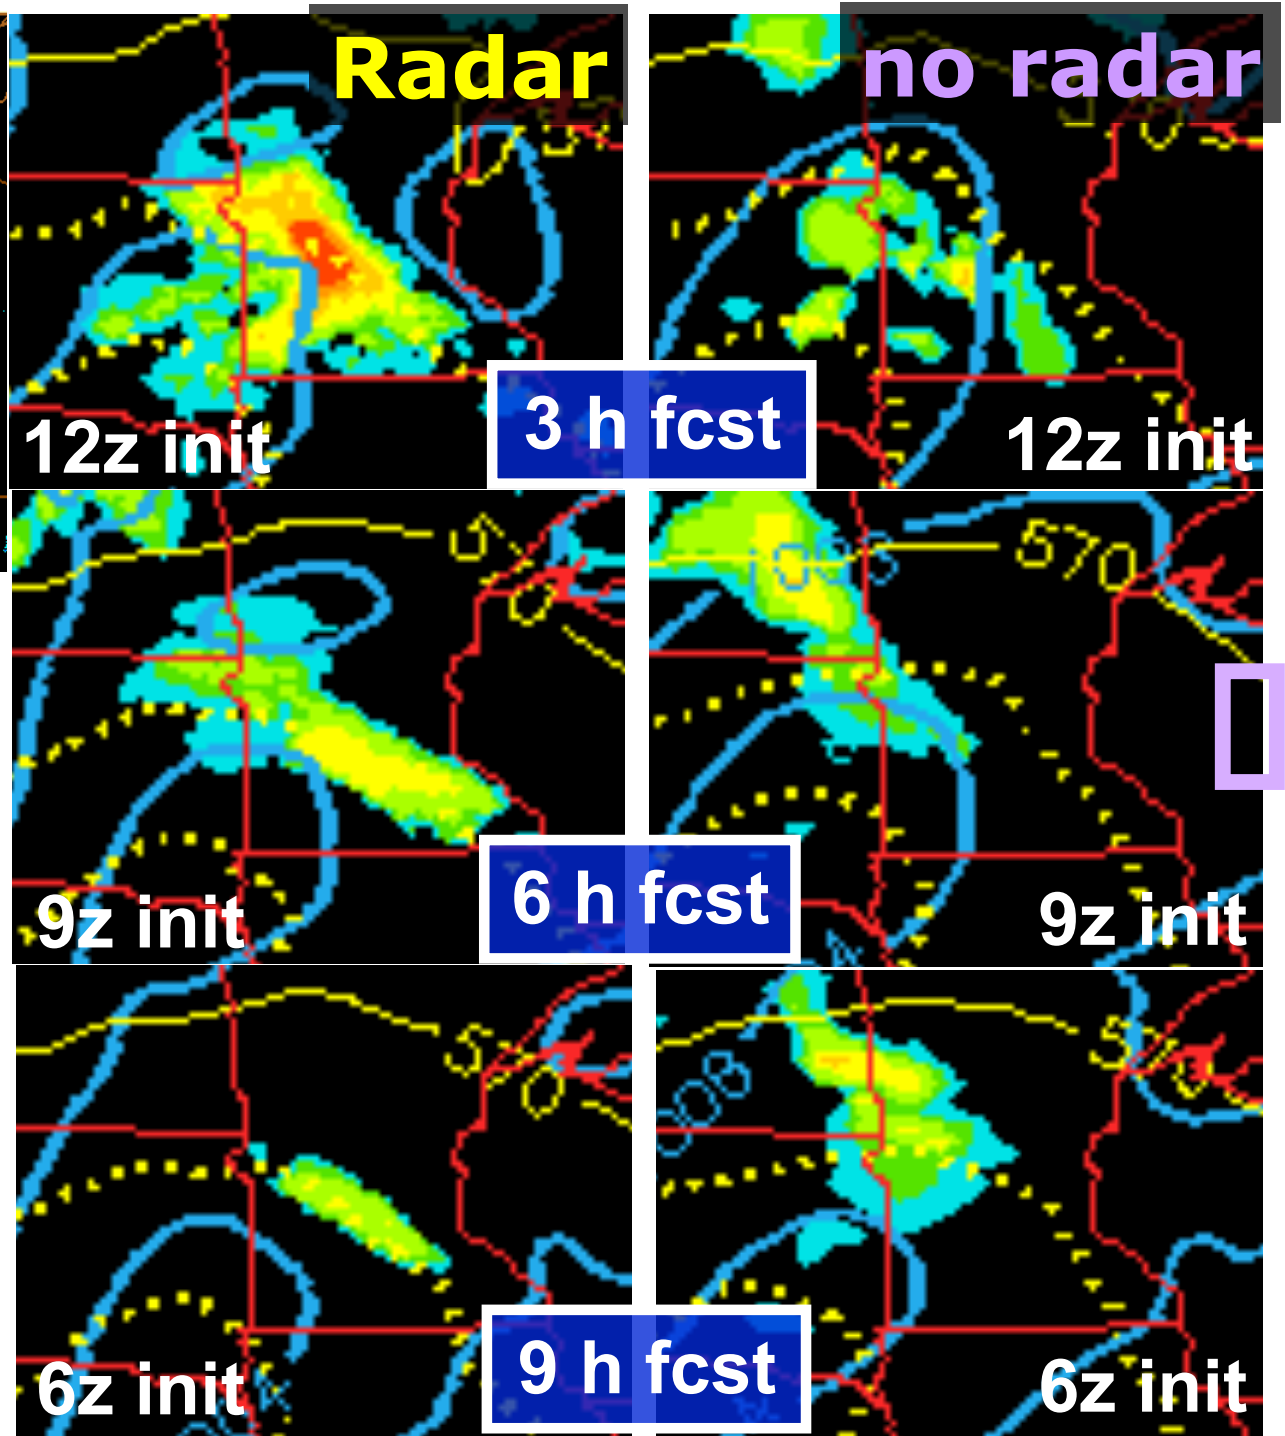 Radar
no radar
12z init
3 h fcst
12z init
570
9z init
6 h fcst
9z init
6z init
9 h fcst
6z init